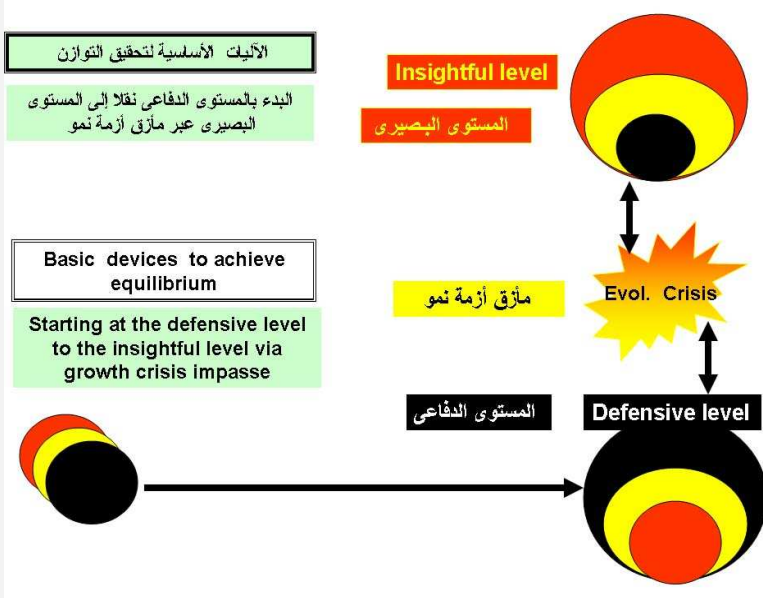 الآليات الأساسية لتحقيق التوازن
البدء بالمستوى الدفاعى نقلا إلى المستوى
البصيرى عبر مأزق أزمة نمو
Insightful level
المستوى البصيرى
Basic devices to achieve
equilibrium
Starting at the defensive level
to the insightful level via
growth crisis impasse
مأزق أزمة نمو
Evol. Crisis
المستوى الدفاعى
Defensive level